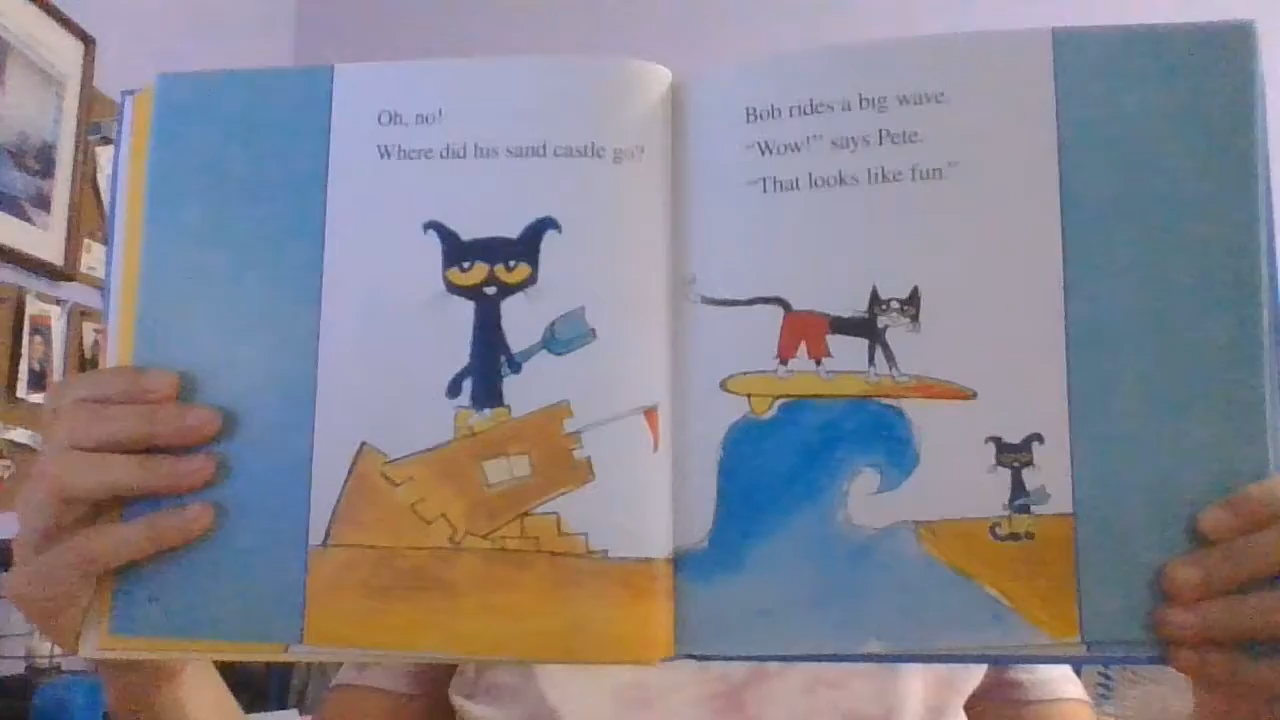 Oh, no!
Where did his sand castle go?
Bob rides a big wave.
"Wow!" says Pete.
"That looks like fun."